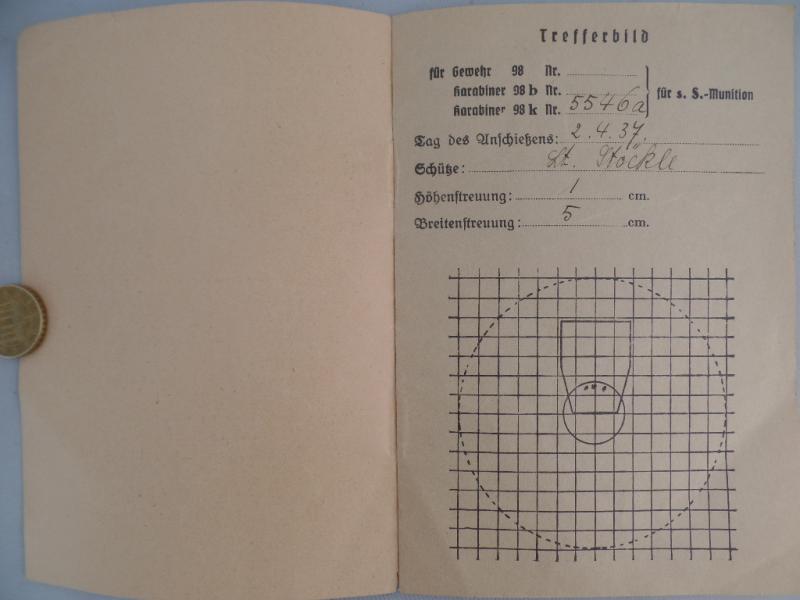 Trefferbild
für Gewehr 98 Nr.
Karabiner 98 b Nr.
Karabiner 98 k Nr. 5546a
für s. S.-Munition
Tag des Anschießens: 2.4.37.
Schütze: Lt. Stöckle
Höhenstreuung: 1 cm.
Breitenstreuung: 5 cm.